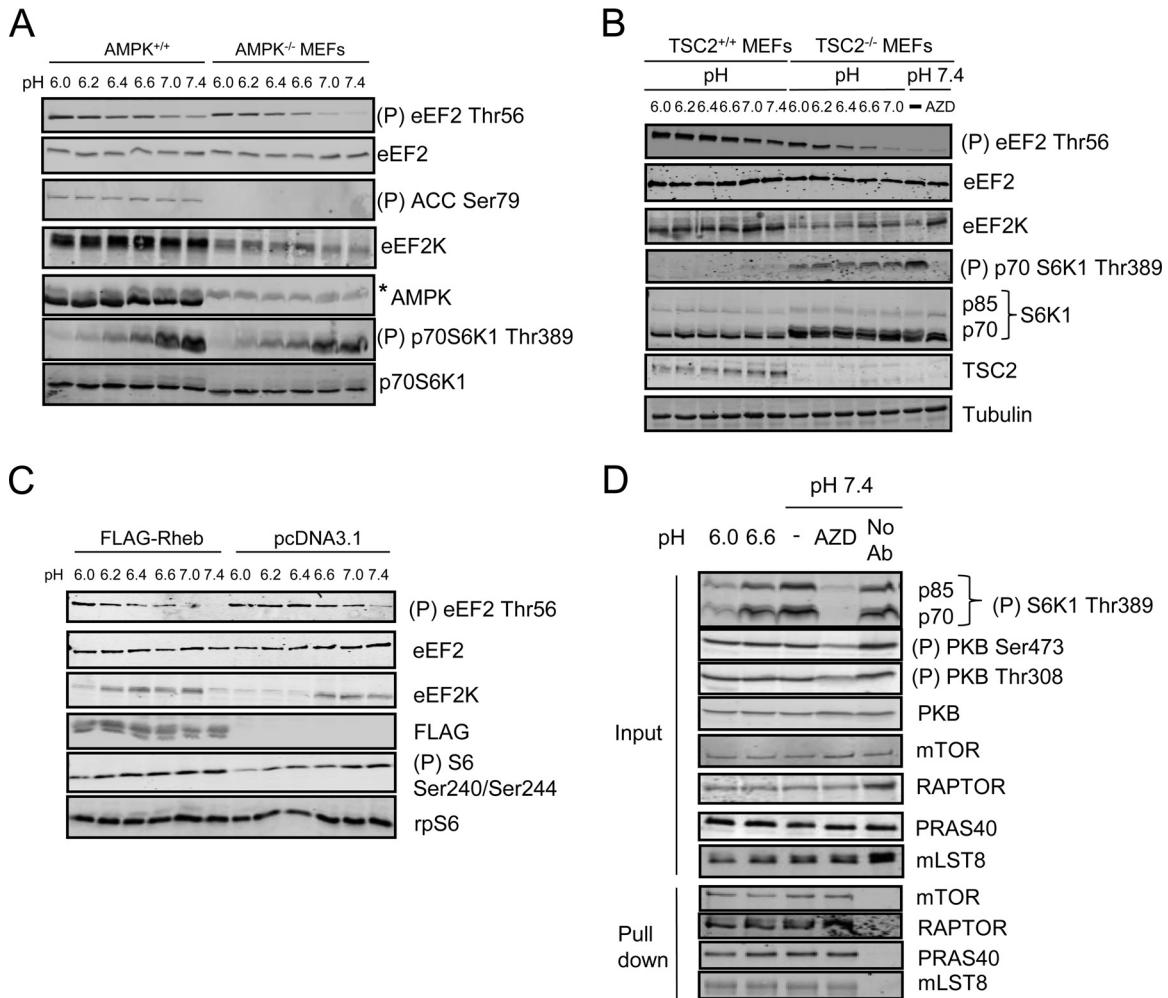 A
AMPK+/+ AMPK-/- MEFs
pH 6.0 6.2 6.4 6.6 7.0 7.4 6.0 6.2 6.4 6.6 7.0 7.4
(P) eEF2 Thr56
eEF2
(P) ACC Ser79
eEF2K
* AMPK
(P) p70S6K1 Thr389
p70S6K1
B
TSC2+/+ MEFs TSC2-/- MEFs
pH pH pH 7.4
6.0 6.2 6.4 6.6 7.0 7.4 6.0 6.2 6.4 6.6 7.0 - AZD
(P) eEF2 Thr56
eEF2
eEF2K
(P) p70 S6K1 Thr389
p85
p70
S6K1
TSC2
Tubulin
C
FLAG-Rheb pcDNA3.1
pH 6.0 6.2 6.4 6.6 7.0 7.4 6.0 6.2 6.4 6.6 7.0 7.4
(P) eEF2 Thr56
eEF2
eEF2K
FLAG
(P) S6
Ser240/Ser244
rpS6
D
pH 7.4
pH 6.0 6.6 - AZD No
Ab
Input
p85
p70
(P) S6K1 Thr389
(P) PKB Ser473
(P) PKB Thr308
PKB
mTOR
RAPTOR
PRAS40
mLST8
Pull
down
mTOR
RAPTOR
PRAS40
mLST8